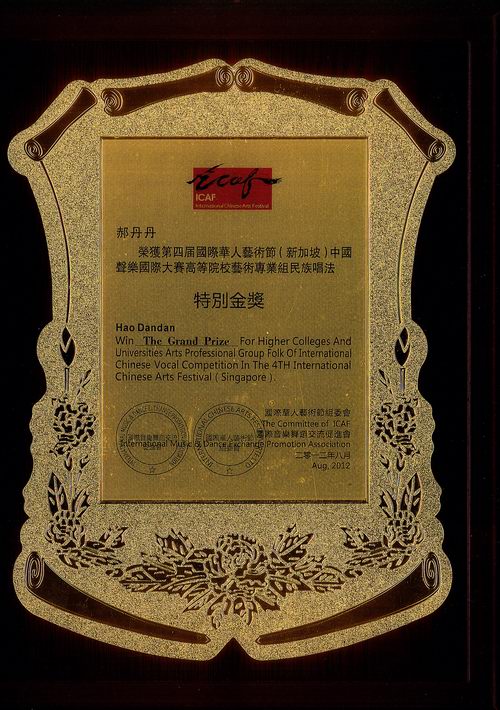 icaf
ICAF
International Chinese Arts Festival
郝丹丹
榮獲第四届國際華人藝術節（新加坡）中國
聲樂國際大賽高等院校藝術專業組民族唱法
特別金獎
Hao Dandan
Win The Grand Prize For Higher Colleges And
Universities Arts Professional Group Folk Of International
Chinese Vocal Competition In The 4TH International
Chinese Arts Festival ( Singapore ).
國際華人藝術節組委會
The Committee of ICAF
國際音樂舞蹈交流促進會
International Music & Dance Exchange Promotion Association
二零一二年八月
Aug, 2012